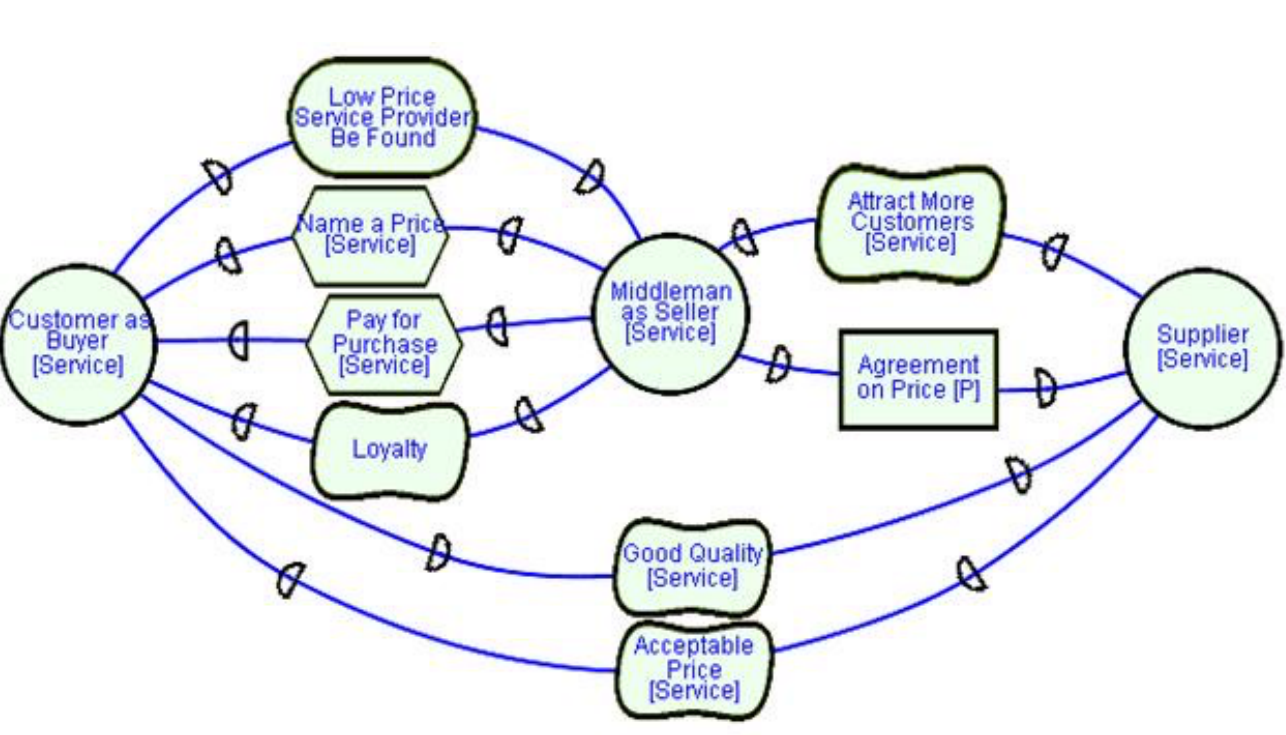 Low Price
Service Provider
Be Found
Name a Price
[Service]
Attract More
Customers
[Service]
Customer as
Buyer
[Service]
Pay for
Purchase
[Service]
Middleman
as Seller
[Service]
Supplier
[Service]
Agreement
on Price [P]
Loyalty
Good Quality
[Service]
Acceptable
Price
[Service]